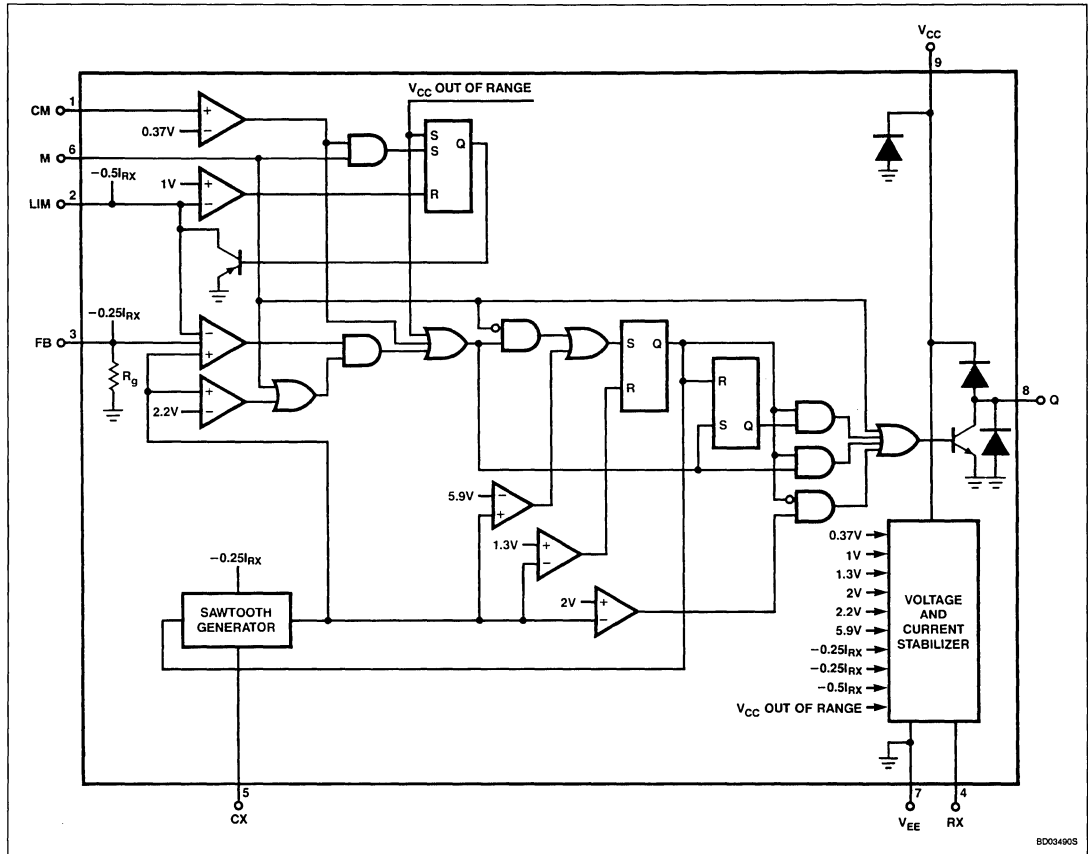 VCC
9
CM 1
0.37V
VCC OUT OF RANGE
S
S
Q
R
M 6
-0.5IRX
1V
LIM 2
-0.25IRX
FB 3
Rg
2.2V
S Q
R
R
S Q
8 Q
5.9V
1.3V
2V
-0.25IRX
SAWTOOTH
GENERATOR
0.37V
1V
1.3V
2V
2.2V
5.9V
-0.25IRX
-0.25IRX
-0.5IRX
VCC OUT OF RANGE
VOLTAGE
AND
CURRENT
STABILIZER
5
CX
7
VEE
4
RX
BD03490S